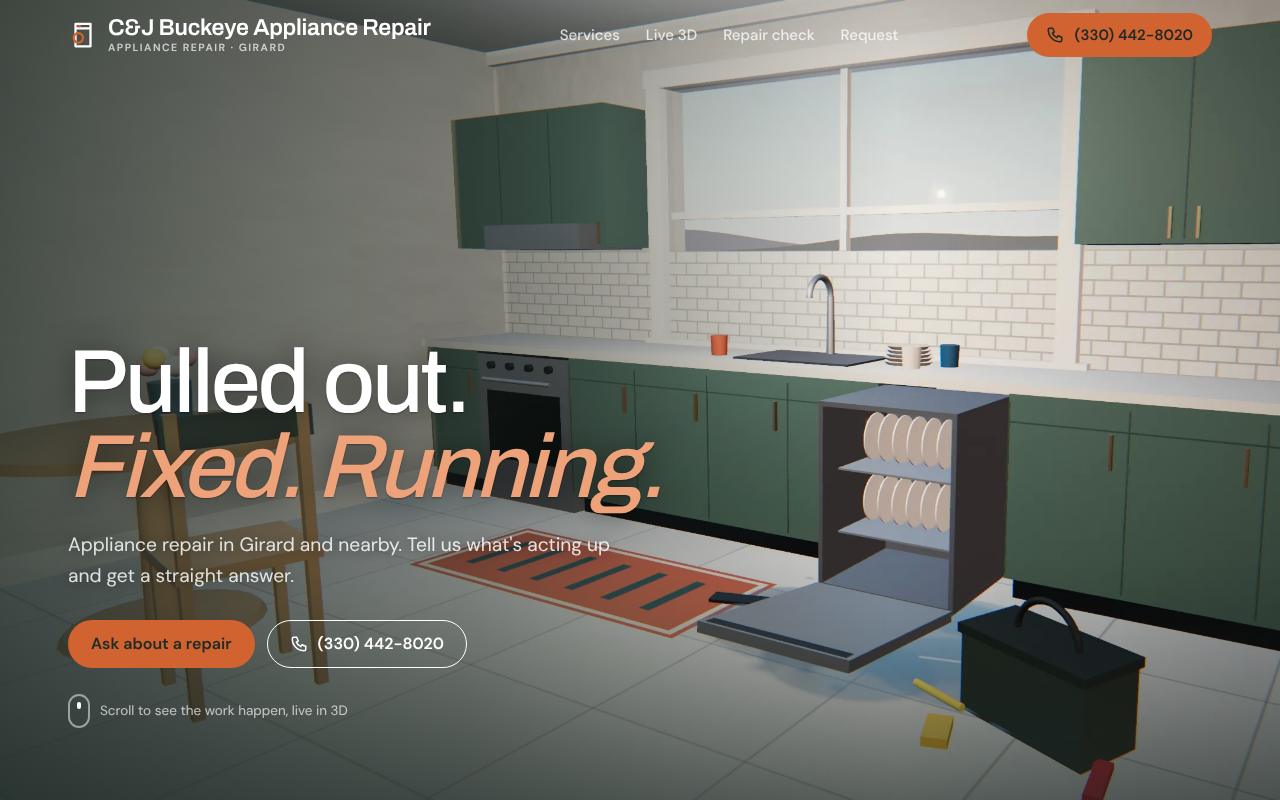 C&J Buckeye Appliance Repair
APPLIANCE REPAIR · GIRARD
Services
Live 3D
Repair check
Request
(330) 442-8020
Pulled out.
Fixed. Running.
Appliance repair in Girard and nearby. Tell us what's acting up
and get a straight answer.
Ask about a repair
(330) 442-8020
Scroll to see the work happen, live in 3D